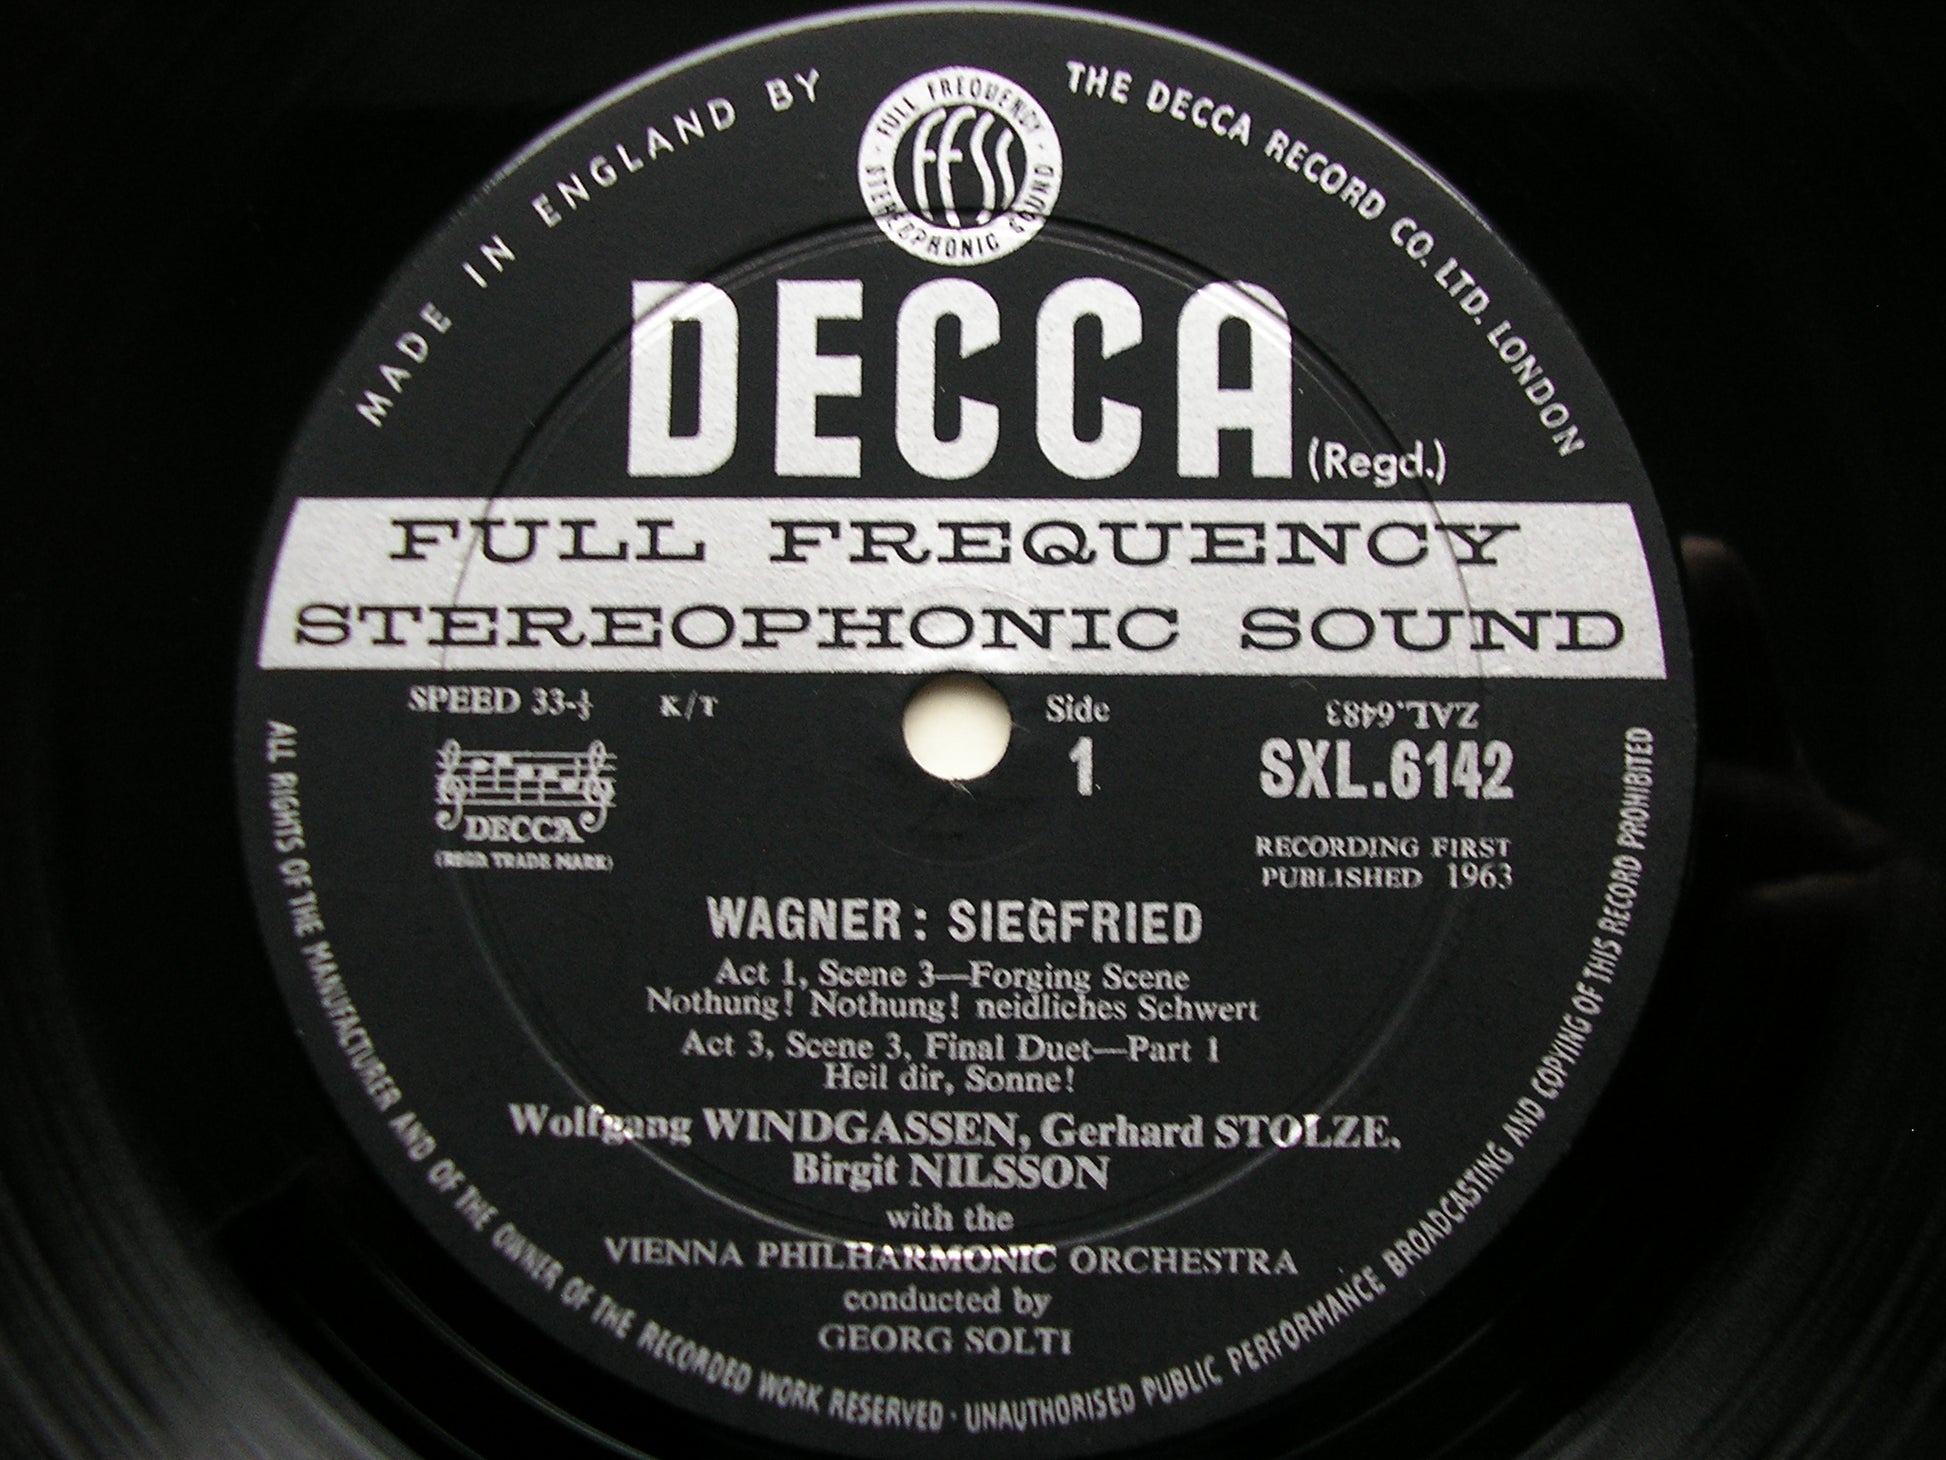 MADE IN ENGLAND BY
THE DECCA RECORD CO. LTD. LONDON
FULL FREQUENCY
STEREOPHONIC SOUND
FFSS
DECCA (Regd.)
FULL FREQUENCY
STEREOPHONIC SOUND
SPEED 33-⅓ K/T
Side
1
ZAL.6483
SXL.6142
RECORDING FIRST
PUBLISHED 1963
DECCA
(REGD TRADE MARK)
WAGNER: SIEGFRIED
Act 1, Scene 3—Forging Scene
Nothung! Nothung! neidliches Schwert
Act 3, Scene 3, Final Duet—Part 1
Heil dir, Sonne!
Wolfgang WINDGASSEN, Gerhard STOLZE,
Birgit NILSSON
with the
VIENNA PHILHARMONIC ORCHESTRA
conducted by
GEORG SOLTI
ALL RIGHTS OF THE MANUFACTURER AND OF THE OWNER OF THE RECORDED WORK RESERVED · UNAUTHORISED PUBLIC PERFORMANCE BROADCASTING AND COPYING OF THIS RECORD PROHIBITED